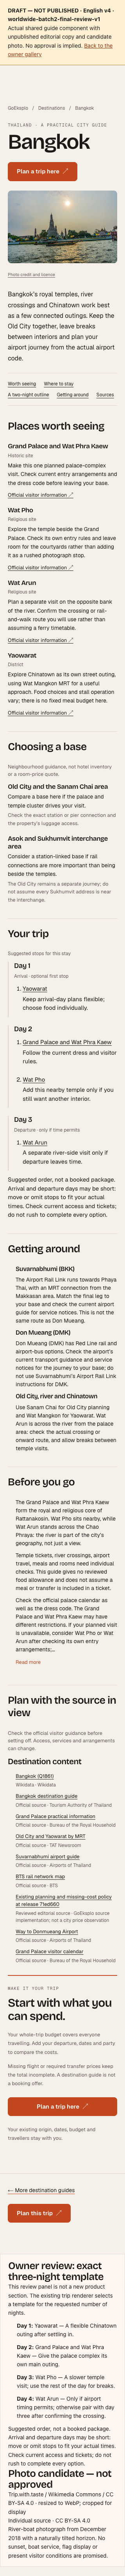 DRAFT — NOT PUBLISHED · English v4 ·
worldwide-batch2-final-review-v1
Actual shared guide component with
unpublished editorial copy and candidate
photo. No approval is implied. Back to the
owner gallery
GoEksplo / Destinations / Bangkok
THAILAND · A PRACTICAL CITY GUIDE
Bangkok
Plan a trip here ↗
Photo credit and licence
Bangkok's royal temples, river
crossings and Chinatown work best
as a few shared outings. Keep the
Old City together, leave breaks
between interiors and plan your
airport journey from the actual airport
code.
Worth seeing Where to stay
A two-night outline Getting around Sources
Places worth seeing
Grand Palace and Wat Phra Kaew
Historic site
Make this one planned palace-complex
visit. Check current entry arrangements and
the dress code before leaving your base.
Official visitor information ↗
Wat Pho
Religious site
Explore the temple beside the Grand
Palace. Check its own entry rules and leave
room for the courtyards rather than adding
it as a rushed photograph stop.
Official visitor information ↗
Wat Arun
Religious site
Plan a separate visit on the opposite bank
of the river. Confirm the crossing or rail-
and-walk route you will use rather than
assuming a ferry timetable.
Official visitor information ↗
Yaowarat
District
Explore Chinatown as its own street outing,
using Wat Mangkon MRT for a useful
approach. Food choices and stall operation
vary; there is no fixed market board here.
Official visitor information ↗
Choosing a base
Neighbourhood guidance, not hotel inventory
or a room-price quote.
Old City and the Sanam Chai area
Compare a base here if the palace and
temple cluster drives your visit.
Check the exact station or pier connection and
the property's luggage access.
Asok and Sukhumvit interchange
area
Consider a station-linked base if rail
connections are more important than being
beside the temples.
The Old City remains a separate journey; do
not assume every Sukhumvit address is near
the interchange.
Your trip
Suggested stops for this stay
Day 1
Arrival · optional first stop
1. Yaowarat
Keep arrival-day plans flexible;
choose food individually.
Day 2
1. Grand Palace and Wat Phra Kaew
Follow the current dress and visitor
rules.
2. Wat Pho
Add this nearby temple only if you
still want another interior.
Day 3
Departure · only if time permits
1. Wat Arun
A separate river-side visit only if
departure leaves time.
Suggested order, not a booked package.
Arrival and departure days may be short:
move or omit stops to fit your actual
times. Check current access and tickets;
do not rush to complete every option.
Getting around
Suvarnabhumi (BKK)
The Airport Rail Link runs towards Phaya
Thai, with an MRT connection from the
Makkasan area. Match the final leg to
your stay and check the current airport
guide for service notices. This is not the
same route as Don Mueang.
Don Mueang (DMK)
Don Mueang (DMK) has Red Line rail and
airport-bus options. Check the airport's
current transport guidance and service
notices for the journey to your base; do
not use Suvarnabhumi's Airport Rail Link
instructions for DMK.
Old City, river and Chinatown
Use Sanam Chai for Old City planning
and Wat Mangkon for Yaowarat. Wat
Arun is across the river from the palace
area: check the actual crossing or
onward route, and allow breaks between
temple visits.
Before you go
The Grand Palace and Wat Phra Kaew
form the royal and religious core of
Rattanakosin. Wat Pho sits nearby, while
Wat Arun stands across the Chao
Phraya: The river is part of the city's
geography, not just a view.
Temple tickets, river crossings, airport
travel, meals and individual rooms need
current checks. This guide gives no reviewed
food allowance and does not assume a
meal or transfer is included in a ticket.
Check the official palace calendar as
well as the dress code. The Grand
Palace and Wat Phra Kaew may have
different restrictions. If your planned visit
is unavailable, consider Wat Pho or Wat
Arun after checking its own entry
arrangements;…
Read more
Plan with the source in
view
Check the official visitor guidance before
setting off. Access, services and arrangements
can change.
Destination content
Bangkok (Q1861)
Wikidata · Wikidata
Bangkok destination guide
Official source · Tourism Authority of Thailand
Grand Palace practical information
Official source · Bureau of the Royal Household
Old City and Yaowarat by MRT
Official source · TAT Newsroom
Suvarnabhumi airport guide
Official source · Airports of Thailand
BTS rail network map
Official source · BTS
Existing planning and missing-cost policy
Reviewed editorial source · GoEksplo source
implementation; not a city price observation
Way to Donmueang Airport
Official source · Airports of Thailand
Grand Palace visitor calendar
Official source · Bureau of the Royal Household
MAKE IT YOUR TRIP
Start with what you
can spend.
Your whole-trip budget covers everyone
travelling. Add your departure, dates and party
to compare the costs.
Missing flight or required transfer prices keep
the total incomplete. A destination guide is not
a booking offer.
Plan a trip here ↗
Your existing origin, dates, budget and
travellers stay with you.
← More destination guides
Plan this trip ↗
Owner review: exact
three-night template
This review panel is not a new product
section. The existing trip renderer selects
a template for the requested number of
nights.
Day 1: Yaowarat — A flexible Chinatown
outing after settling in.
Day 2: Grand Palace and Wat Phra
Kaew — Give the palace complex its
own main outing.
Day 3: Wat Pho — A slower temple
visit; use the rest of the day for breaks.
Day 4: Wat Arun — Only if airport
timing permits; otherwise pair with day
three after confirming the crossing.
Suggested order, not a booked package.
Arrival and departure days may be short:
move or omit stops to fit your actual times.
Check current access and tickets; do not
rush to complete every option.
Photo candidate — not
approved
Trip.with.taste / Wikimedia Commons / CC
BY-SA 4.0 · resized to WebP; cropped for
display
Individual source · CC BY-SA 4.0
River-boat photograph from December
2018 with a naturally tilted horizon. No
sunset, boat service, flag display or
present visitor conditions are promised.